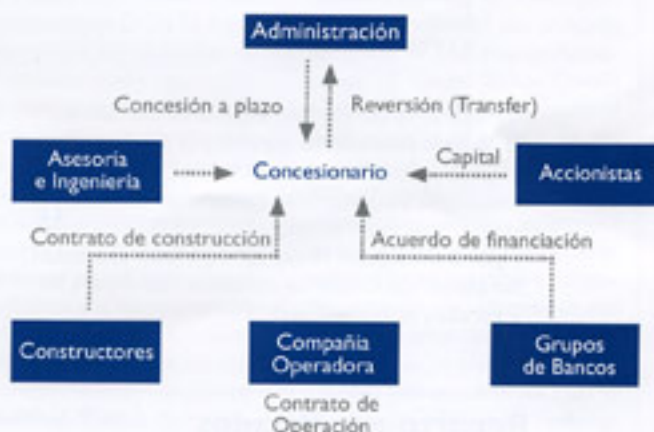 Administración
Concesión a plazo
Reversión (Transfer)
Asesoría
e Ingeniería
Concesionario
Capital
Accionistas
Contrato de construcción
Acuerdo de financiación
Constructores
Compañía
Operadora
Grupos
de Bancos
Contrato de
Operación